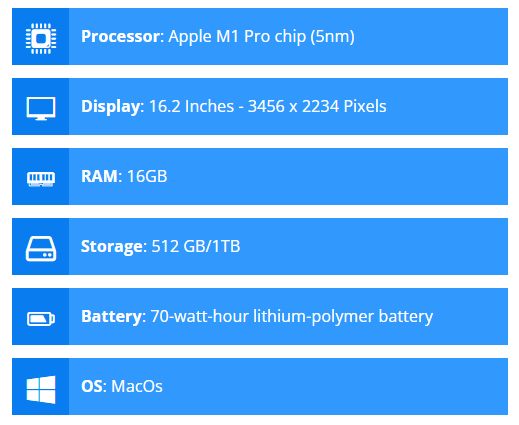 Processor: Apple M1 Pro chip (5nm)
Display: 16.2 Inches - 3456 x 2234 Pixels
RAM: 16GB
Storage: 512 GB/1TB
Battery: 70-watt-hour lithium-polymer battery
OS: MacOs